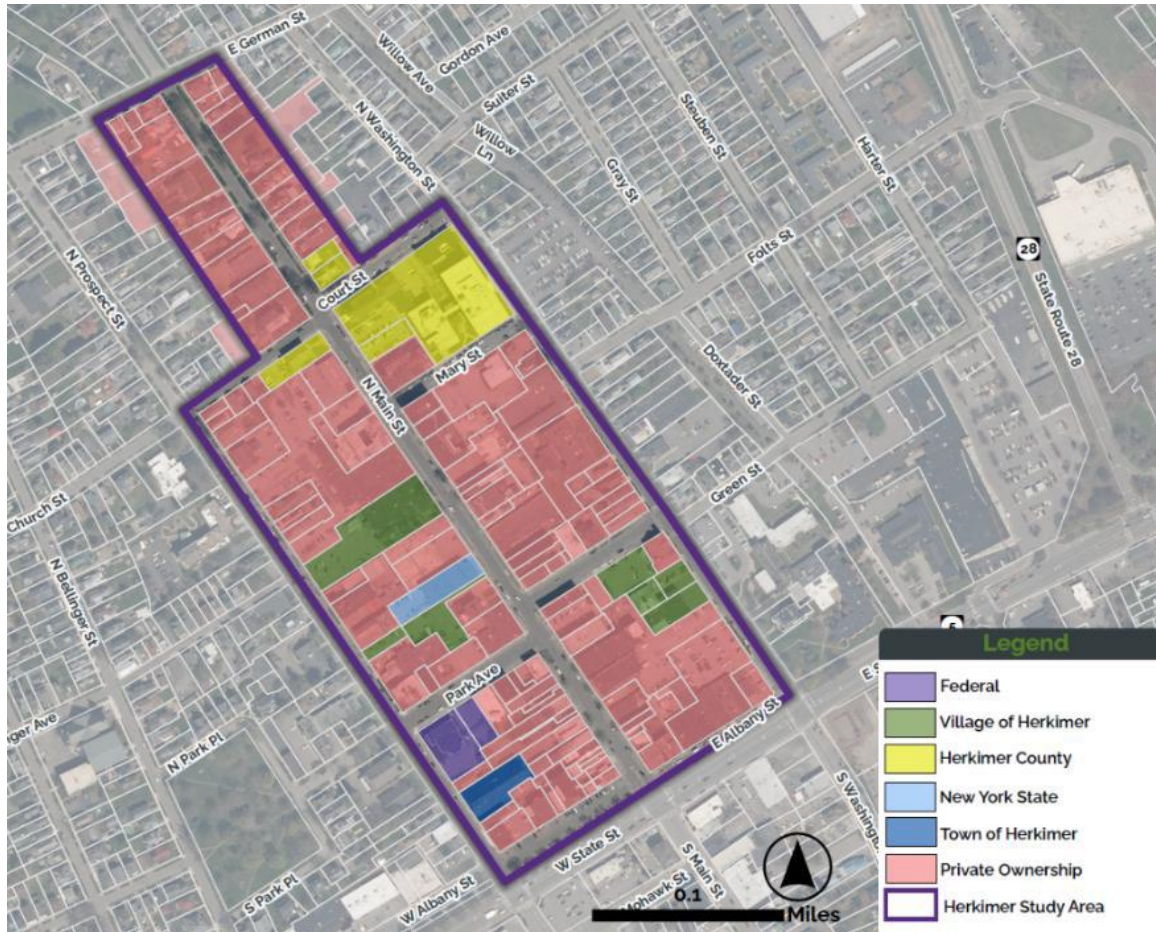 E German St
Willow Ave
Gordon Ave
Suiter St
N Washington St
Willow
Ln
Steuben St
Gray St
Harter St
Folts St
28
State Route 28
N Prospect St
Court St
Mary St
N Main St
Doxtader St
Green St
Church St
N Bellinger St
5
Park Ave
E Albany St
N Park Pl
S Park Pl
W State St
W Albany St
S Main St
Mohawk St
0.1
Miles
Legend
Federal
Village of Herkimer
Herkimer County
New York State
Town of Herkimer
Private Ownership
Herkimer Study Area